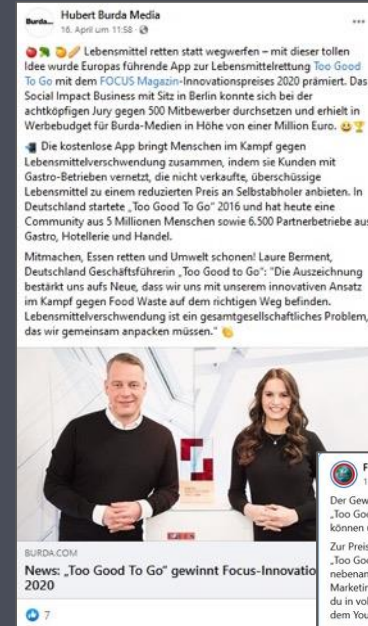 Burda...
Hubert Burda Media
16. April um 11:58
Lebensmittel retten statt wegwerfen – mit dieser tollen
Idee wurde Europas führende App zur Lebensmittelrettung Too Good
To Go mit dem FOCUS Magazin-Innovationspreises 2020 prämiert. Das
Social Impact Business mit Sitz in Berlin konnte sich bei der
achtköpfigen Jury gegen 500 Mitbewerber durchsetzen und erhielt in
Werbebudget für Burda-Medien in Höhe von einer Million Euro.
Die kostenlose App bringt Menschen im Kampf gegen
Lebensmittelverschwendung zusammen, indem sie Kunden mit
Gastro-Betrieben vernetzt, die nicht verkaufte, überschüssige
Lebensmittel zu einem reduzierten Preis an Selbstabholer anbieten. In
Deutschland startete „Too Good To Go" 2016 und hat heute eine
Community aus 5 Millionen Menschen sowie 6.500 Partnerbetriebe aus
Gastro, Hotellerie und Handel.
Mitmachen, Essen retten und Umwelt schonen! Laure Berment,
Deutschland Geschäftsführerin „Too Good to Go": "Die Auszeichnung
bestärkt uns aufs Neue, dass wir uns mit unserem innovativen Ansatz
im Kampf gegen Food Waste auf dem richtigen Weg befinden.
Lebensmittelverschwendung ist ein gesamtgesellschaftliches Problem,
das wir gemeinsam anpacken müssen."
BURDA.COM
News: „Too Good To Go" gewinnt Focus-Innovatio
2020
7
F
1
Der Gew
„Too Goo
können u
Zur Preis
„Too Goo
nebenan
Marketin
du in vol
dem You